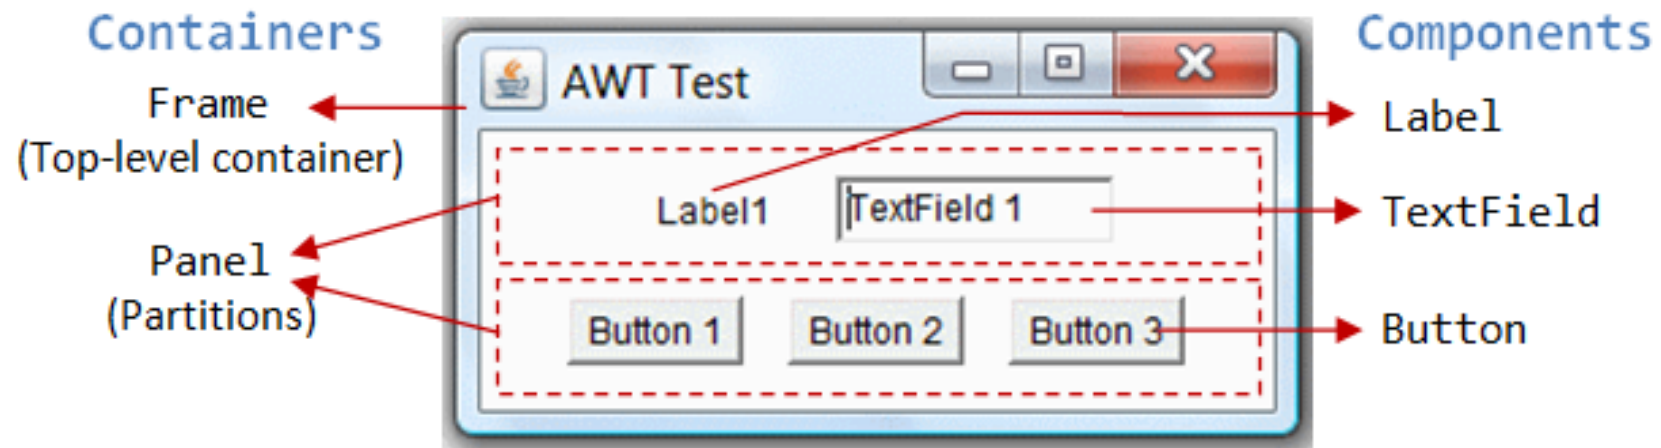 Containers
Components
AWT Test
Frame
(Top-level container)
Label
Label1
TextField 1
TextField
Panel
(Partitions)
Button 1
Button 2
Button 3
Button